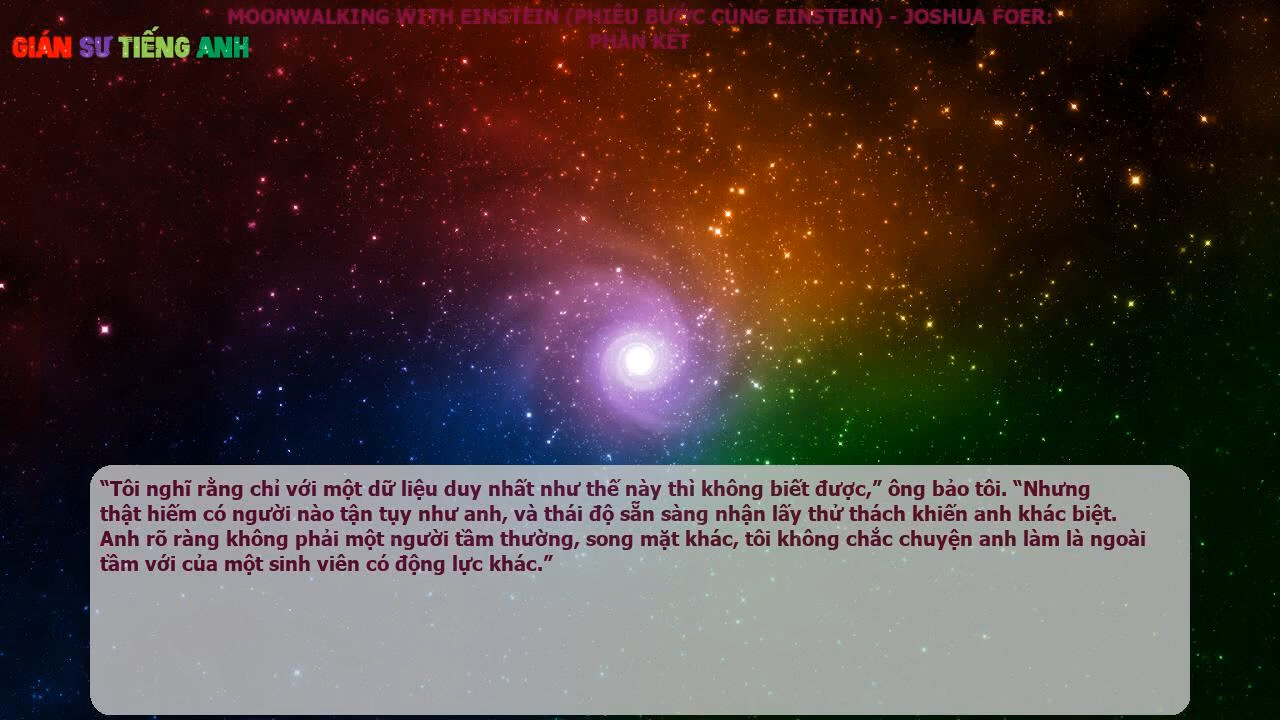 MOONWALKING WITH EINSTEIN (PHIÊU BƯỚC CÙNG EINSTEIN) - JOSHUA FOER:
PHẦN KẾT
GIÁN SƯ TIẾNG ANH
“Tôi nghĩ rằng chỉ với một dữ liệu duy nhất như thế này thì không biết được,” ông bảo tôi. “Nhưng
thật hiếm có người nào tận tụy như anh, và thái độ sẵn sàng nhận lấy thử thách khiến anh khác biệt.
Anh rõ ràng không phải một người tầm thường, song mặt khác, tôi không chắc chuyện anh làm là ngoài
tầm với của một sinh viên có động lực khác.”